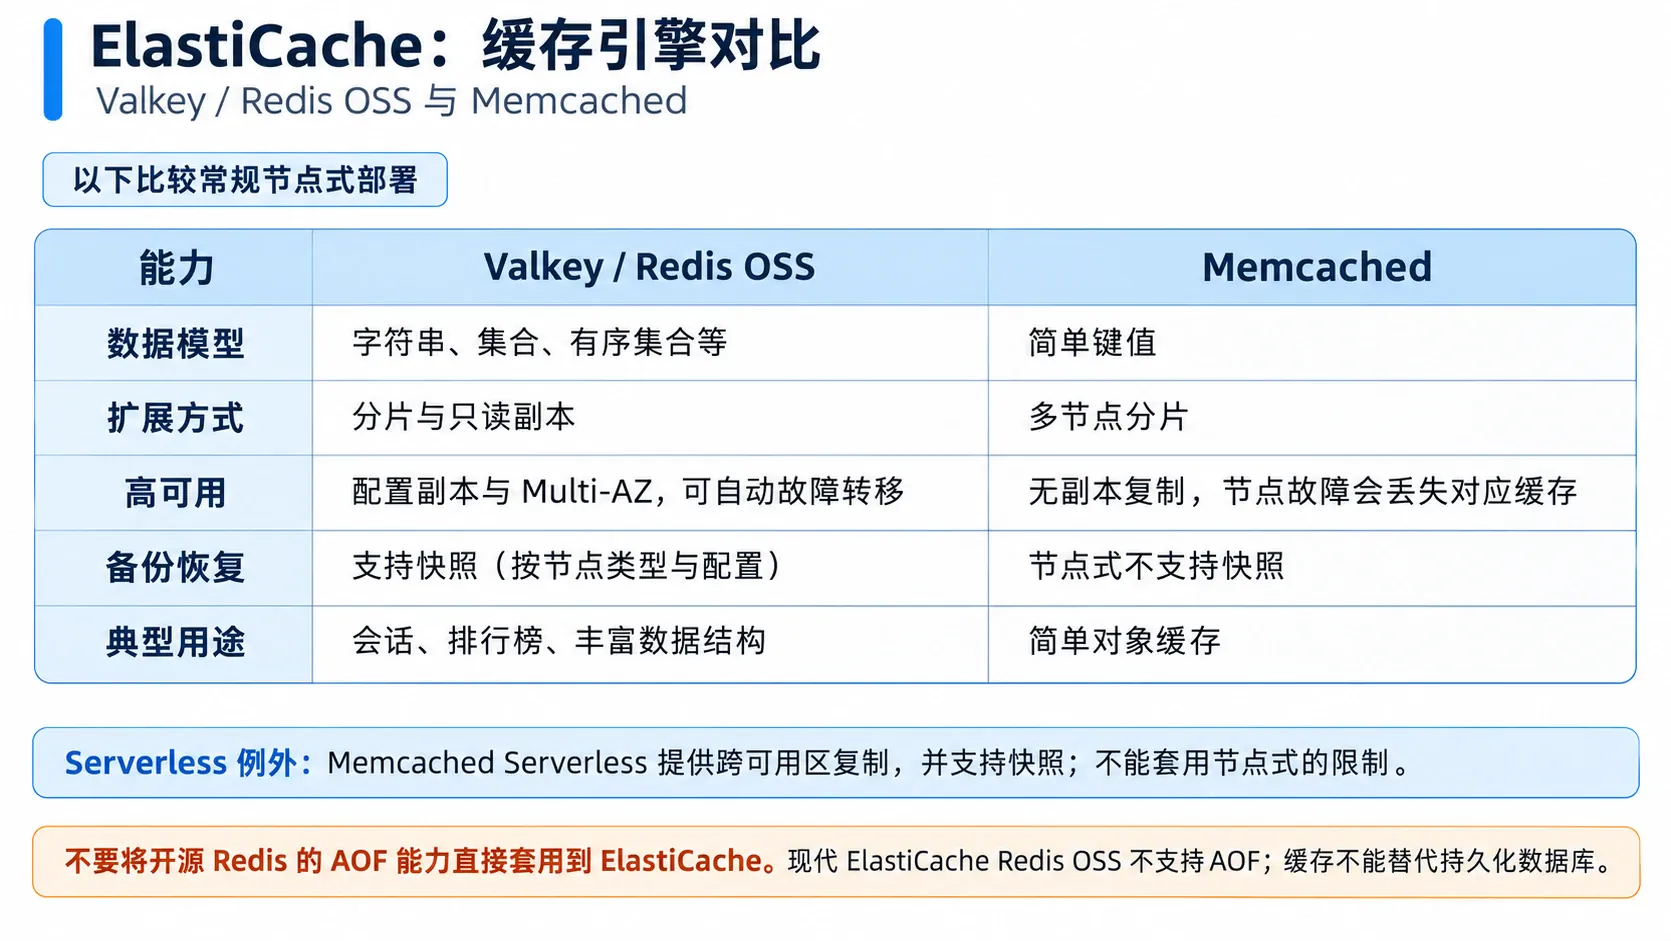 ElastiCache：缓存引擎对比
Valkey / Redis OSS 与 Memcached
以下比较常规节点式部署
能力 Valkey / Redis OSS Memcached
数据模型 字符串、集合、有序集合等 简单键值
扩展方式 分片与只读副本 多节点分片
高可用 配置副本与 Multi-AZ，可自动故障转移 无副本复制，节点故障会丢失对应缓存
备份恢复 支持快照（按节点类型与配置） 节点式不支持快照
典型用途 会话、排行榜、丰富数据结构 简单对象缓存
Serverless 例外：Memcached Serverless 提供跨可用区复制，并支持快照；不能套用节点式的限制。
不要将开源 Redis 的 AOF 能力直接套用到 ElastiCache。现代 ElastiCache Redis OSS 不支持 AOF；缓存不能替代持久化数据库。